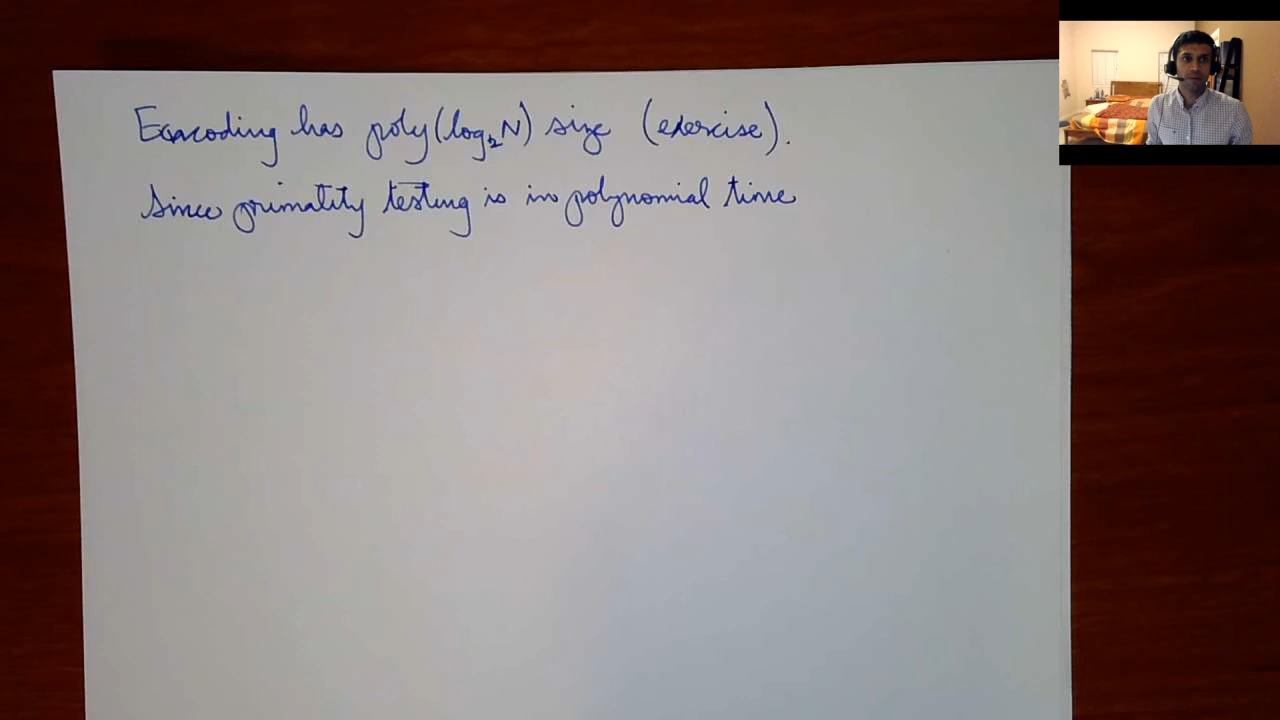 Encoding has poly(log₂N) size (exercise).
Since primality testing is in polynomial time